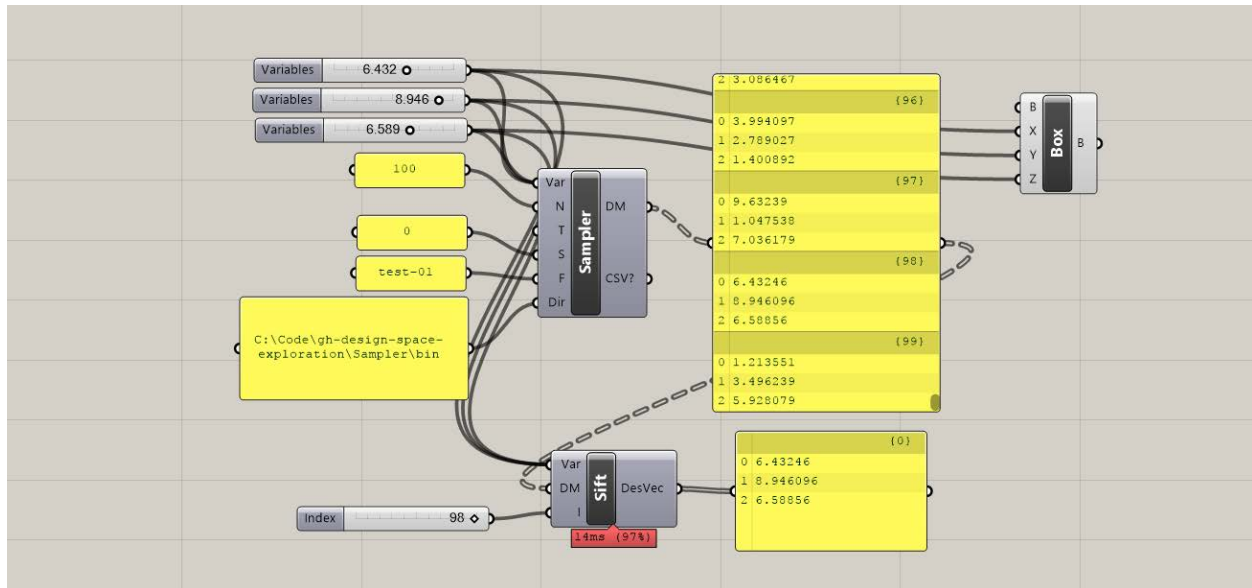 Variables 6.432
Variables 8.946
Variables 6.589
100
0
test-01
C:\Code\gh-design-space-
exploration\Sampler\bin
Var
N
T
S
F
Dir
Sampler
DM
CSV?
2 3.086467
{96}
0 3.994097
1 2.789027
2 1.400892
{97}
0 9.63239
1 1.047538
2 7.036179
{98}
0 6.43246
1 8.946096
2 6.58856
{99}
0 1.213551
1 3.496239
2 5.928079
B
X
Y
Z
Box
B
Index 98
Var
DM
I
Sift
DesVec
14ms (97%)
{0}
0 6.43246
1 8.946096
2 6.58856